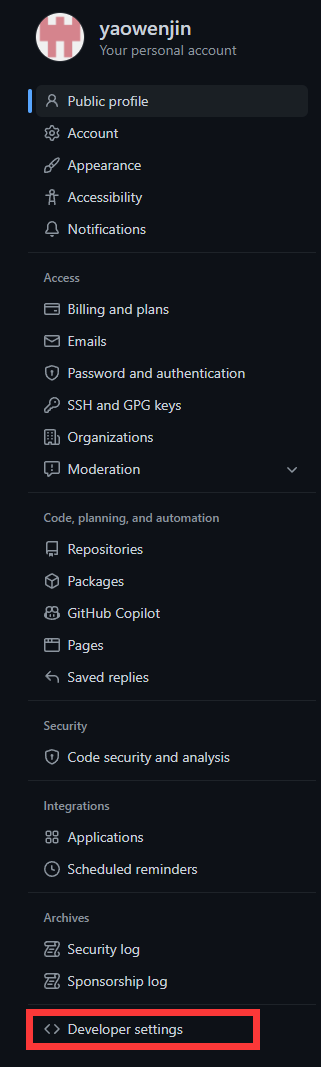 yaowenjin
Your personal account
Public profile
Account
Appearance
Accessibility
Notifications
Access
Billing and plans
Emails
Password and authentication
SSH and GPG keys
Organizations
Moderation
Code, planning, and automation
Repositories
Packages
GitHub Copilot
Pages
Saved replies
Security
Code security and analysis
Integrations
Applications
Scheduled reminders
Archives
Security log
Sponsorship log
Developer settings